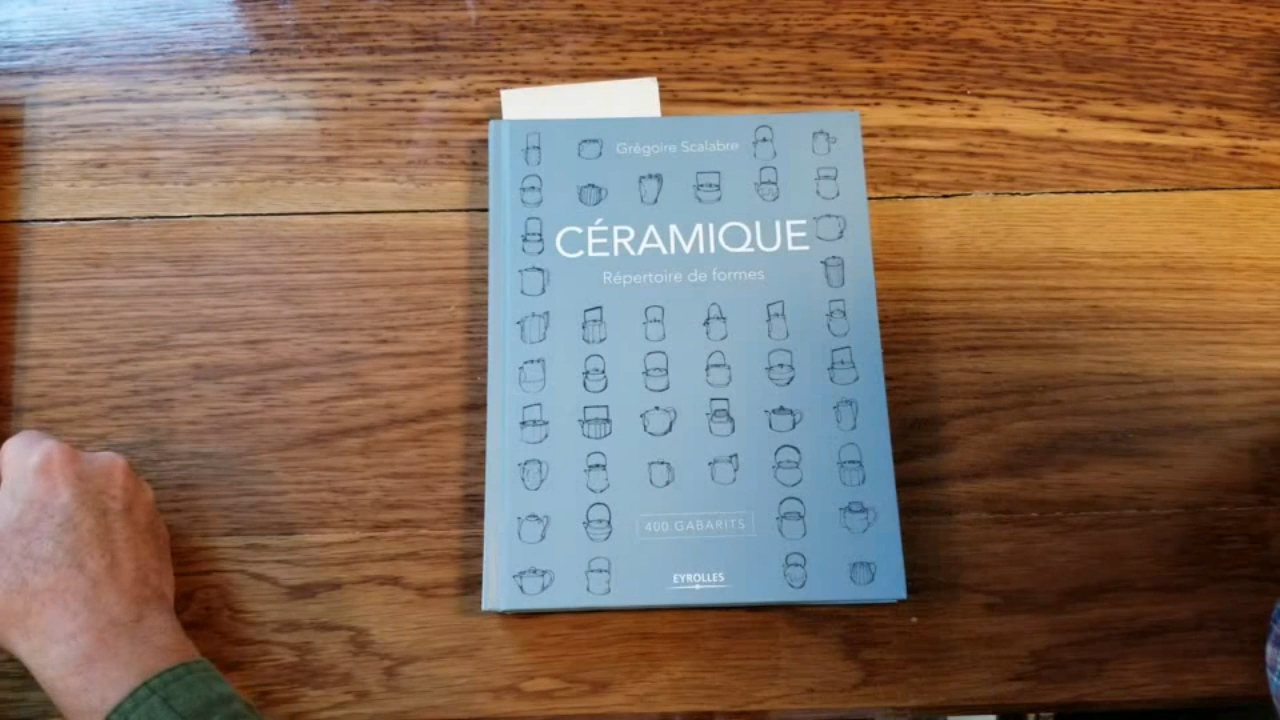 Grégoire Scalabre
CÉRAMIQUE
Répertoire de formes
400 GABARITS
EYROLLES